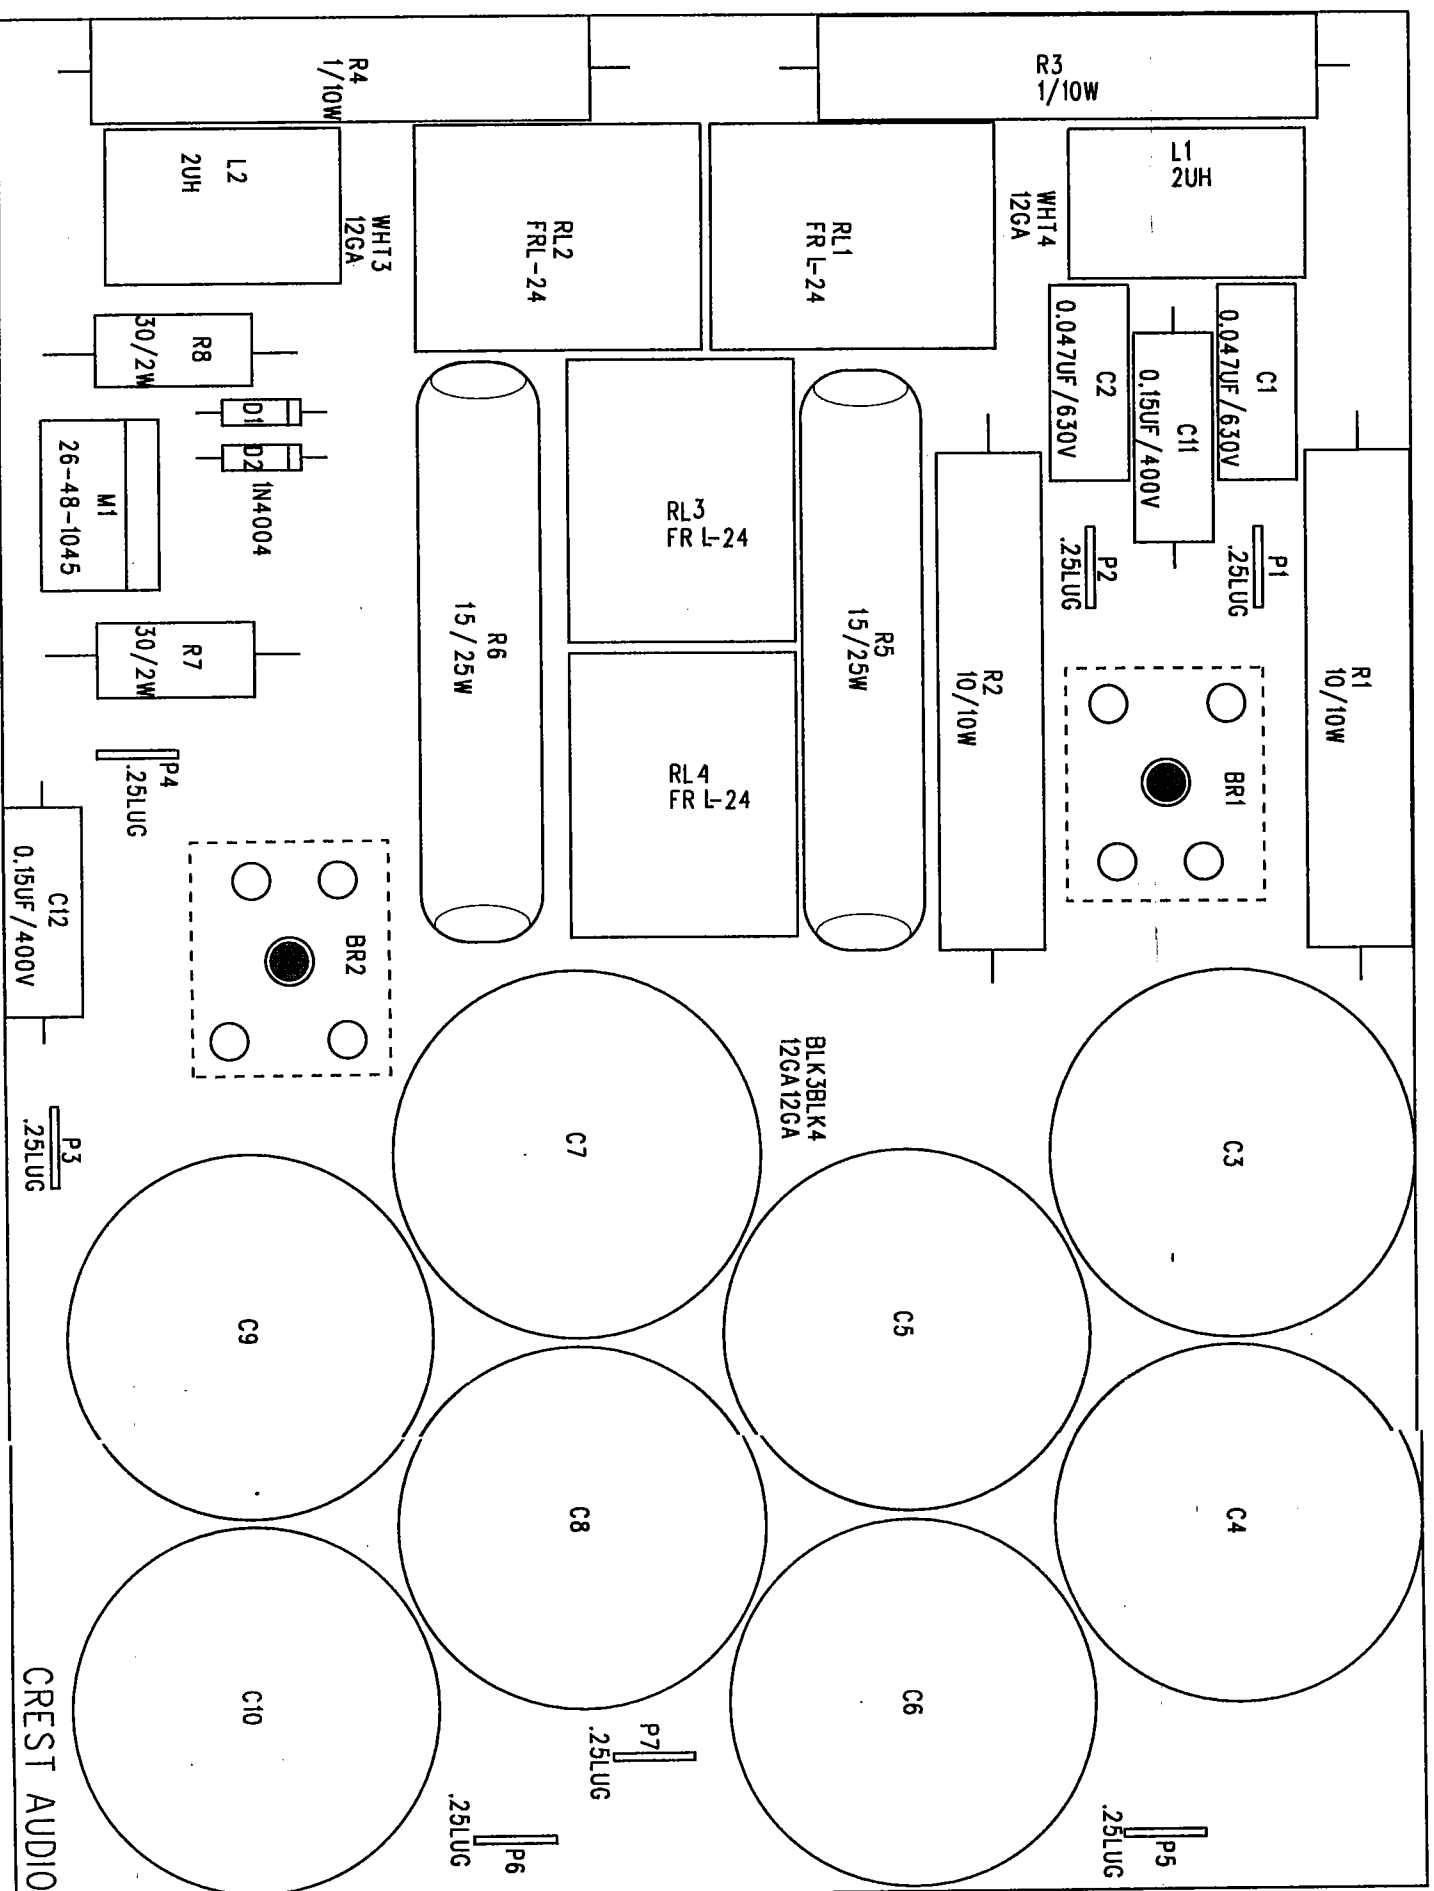 R4
1/10W
R3
1/10W
L2
2UH
WHT3
12GA
RL2
FRL-24
RL1
FRL-24
WHT4
12GA
L1
2UH
R8
30/2W
D1
D2
1N4004
M1
26-48-1045
R7
30/2W
P4
.25LUG
R6
15/25W
RL3
FRL-24
RL4
FRL-24
R5
15/25W
R2
10/10W
C2
0.047UF/630V
C11
0.15UF/400V
C1
0.047UF/630V
P2
.25LUG
P1
.25LUG
BR1
R1
10/10W
C12
0.15UF/400V
BR2
P3
.25LUG
BLK3BLK4
12GA12GA
C7
C3
C9
C5
C8
C4
C10
C6
P7
.25LUG
P6
.25LUG
P5
.25LUG
CREST AUDIO